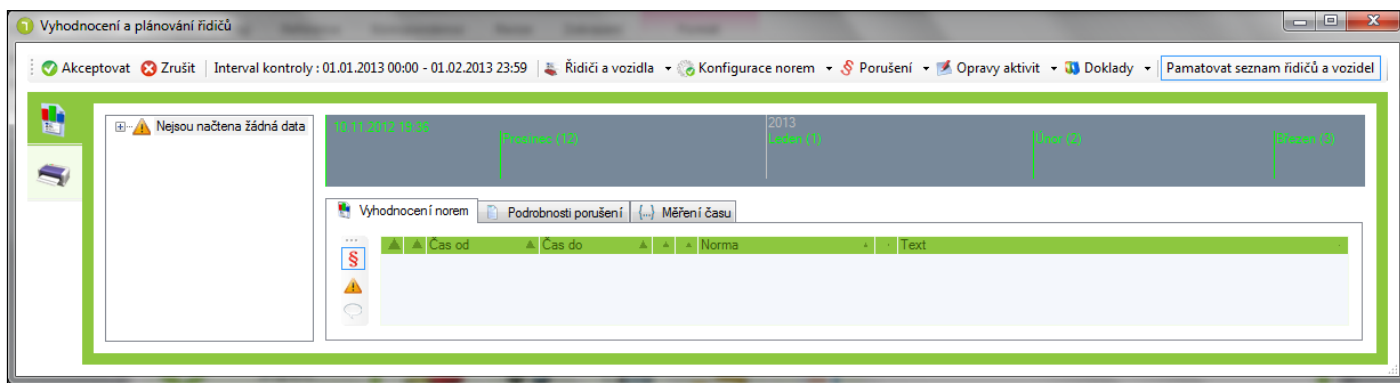 Vyhodnocení a plánování řidičů
Akceptovat Zrušit Interval kontroly : 01.01.2013 00:00 - 01.02.2013 23:59 Řidiči a vozidla Konfigurace norem § Porušení Opravy aktivit Doklady Pamatovat seznam řidičů a vozidel
Nejsou načtena žádná data
10.11.2012 19:38
2013
Prosinec (12) Leden (1) Únor (2) Březen (3)
Vyhodnocení norem Podrobnosti porušení {...} Měření času
Čas od Čas do Norma Text
§